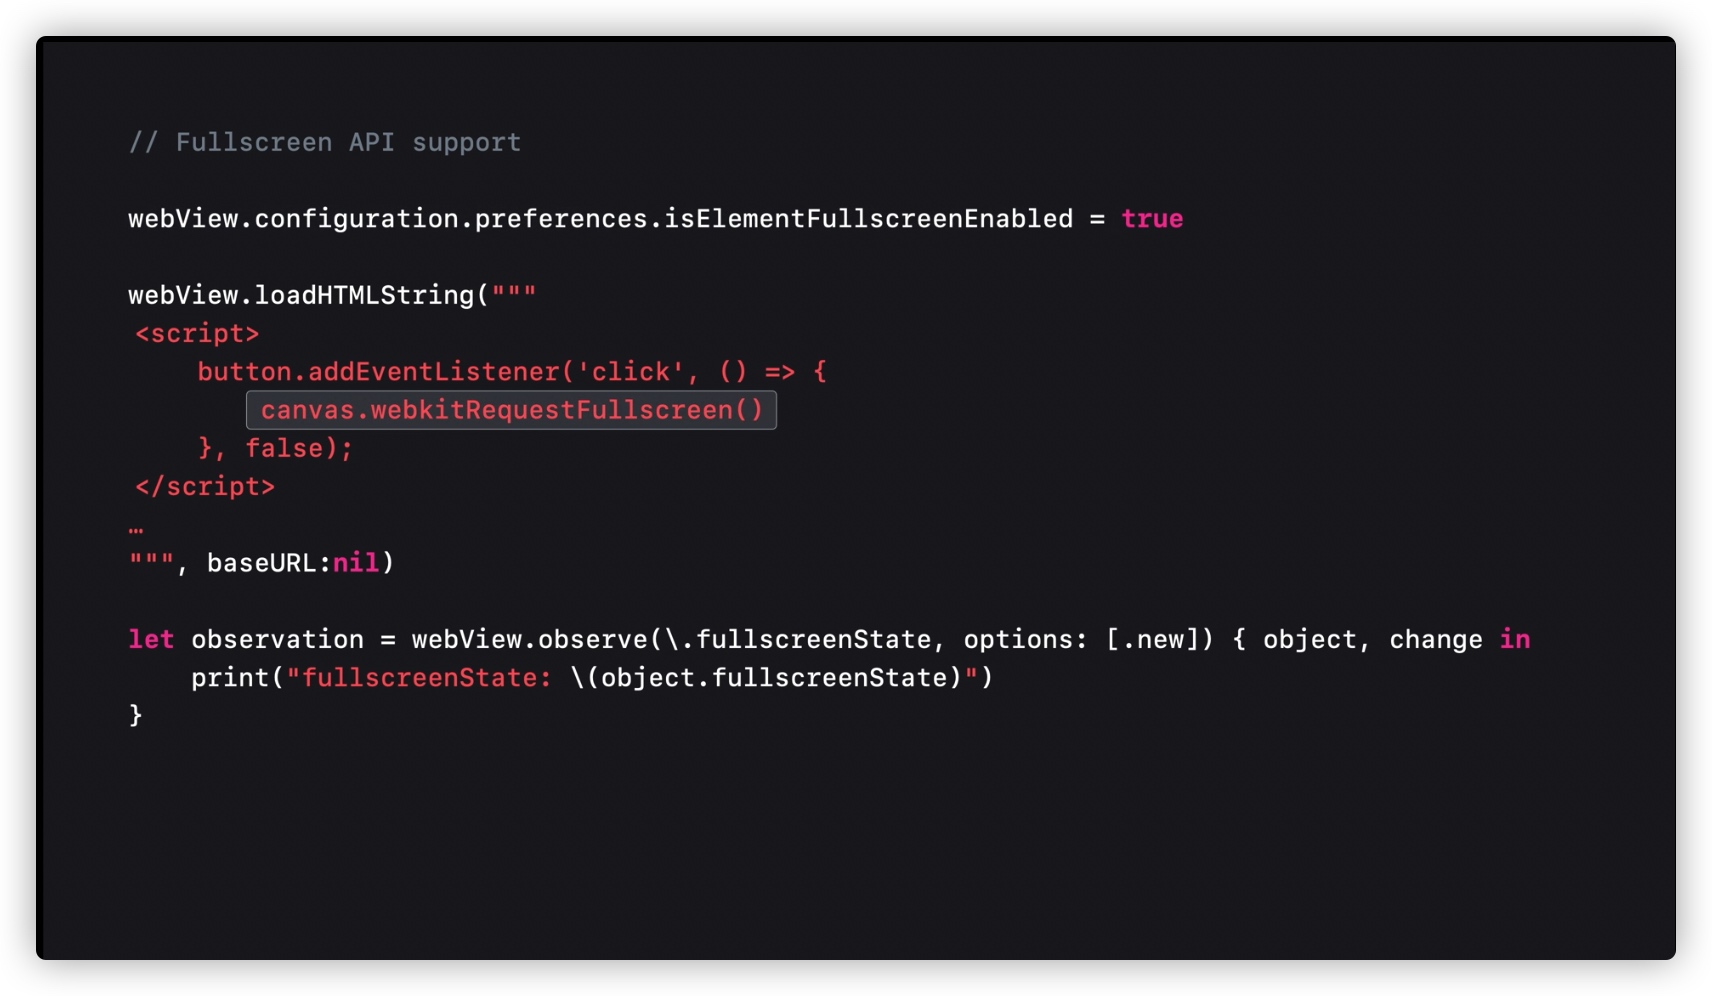 // Fullscreen API support
webView.configuration.preferences.isElementFullscreenEnabled = true
webView.loadHTMLString("""
<script>
button.addEventListener('click', () => {
canvas.webkitRequestFullscreen()
}, false);
</script>
…
""", baseURL:nil)
let observation = webView.observe(\.fullscreenState, options: [.new]) { object, change in
print("fullscreenState: \(object.fullscreenState)")
}